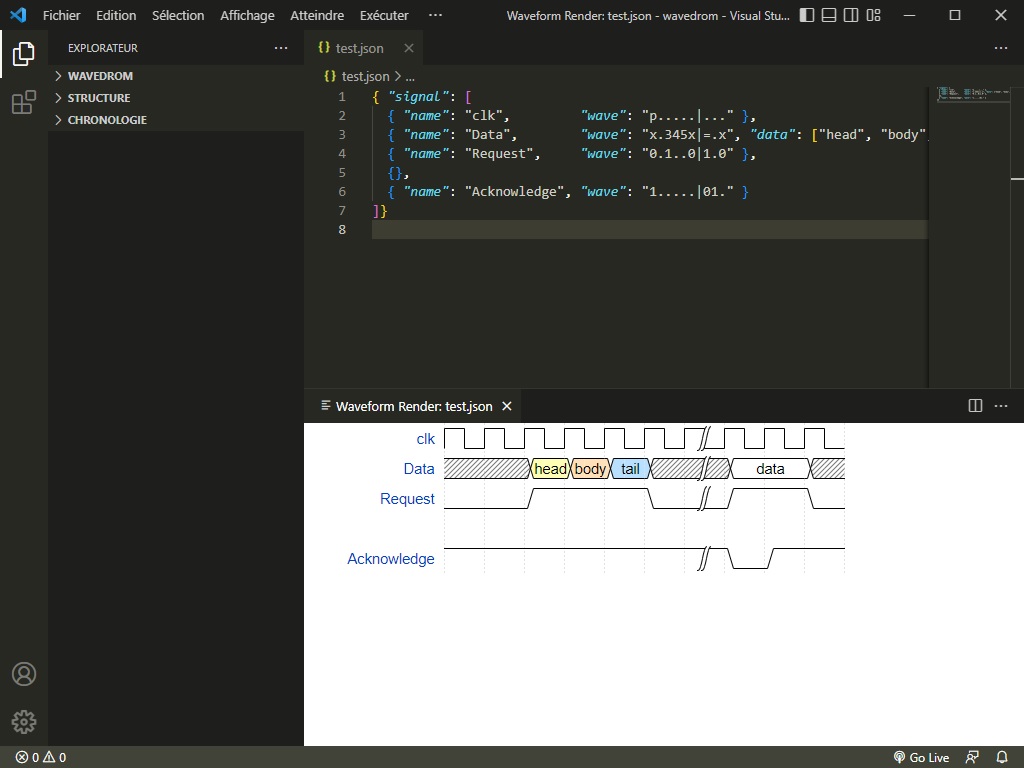 Fichier Edition Sélection Affichage Atteindre Exécuter ··· Waveform Render: test.json - wavedrom - Visual Stu...
EXPLORATEUR ···
WAVEDROM
STRUCTURE
CHRONOLOGIE
{} test.json
{} test.json > ...
1 { "signal": [
2 { "name": "clk", "wave": "p.....|..." },
3 { "name": "Data", "wave": "x.345x|=.x", "data": ["head", "body",
4 { "name": "Request", "wave": "0.1..0|1.0" },
5 {},
6 { "name": "Acknowledge", "wave": "1.....|01." }
7 ]}
8
Waveform Render: test.json
clk
Data head body tail data
Request
Acknowledge
0 0 Go Live